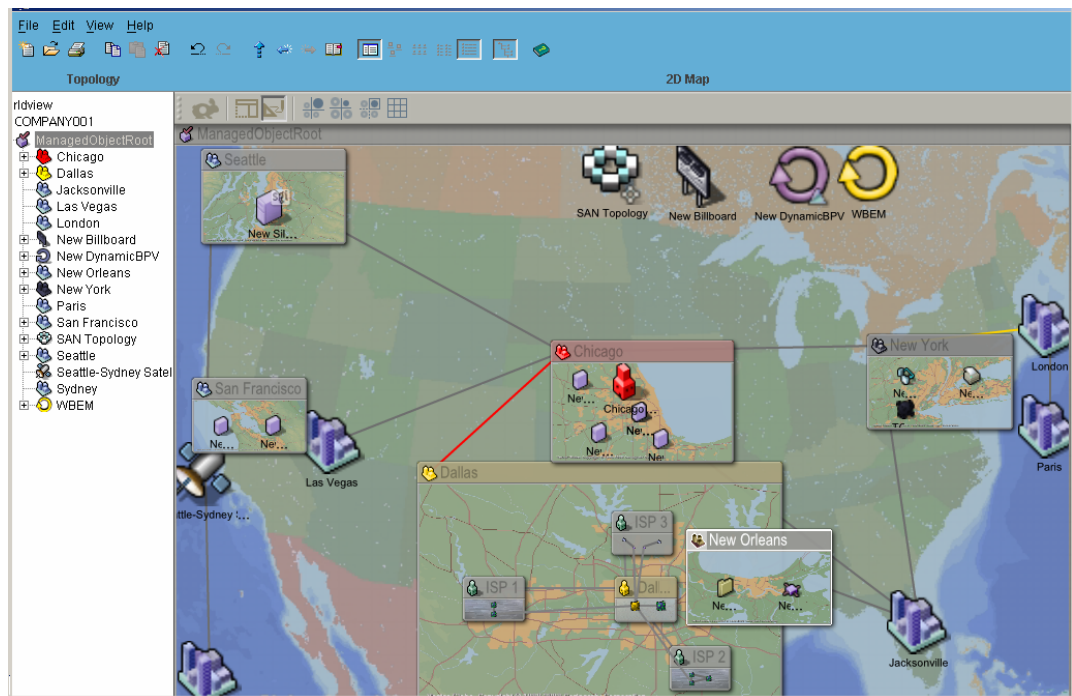 File Edit View Help
Topology
2D Map
rldview
COMPANY001
ManagedObjectRoot
Chicago
Dallas
Jacksonville
Las Vegas
London
New Billboard
New DynamicBPV
New Orleans
New York
Paris
San Francisco
SAN Topology
Seattle
Seattle-Sydney Satel
Sydney
WBEM
ManagedObjectRoot
Seattle
New Sil...
SAN Topology
New Billboard
New DynamicBPV
WBEM
Chicago
Ne...
Chicago...
Ne...
Ne...
Ne...
New York
Ne...
Ne...
London
Paris
San Francisco
Ne...
Ne...
Las Vegas
ttle-Sydney S...
Dallas
ISP 3
ISP 1
Dal...
ISP 2
New Orleans
Ne...
Ne...
Jacksonville